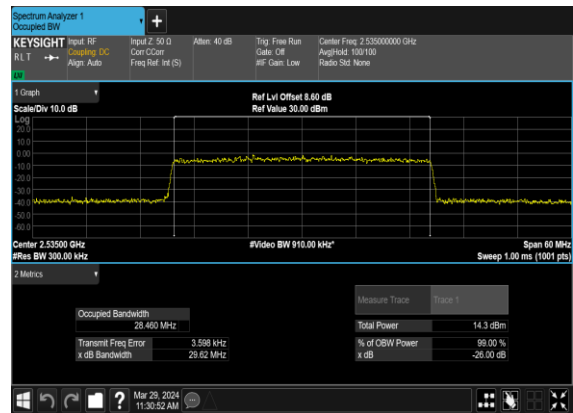 Spectrum Analyzer 1
Occupied BW
+
KEYSIGHT Input: RF Input Z: 50 Ω Atten: 40 dB Trig: Free Run Center Freq: 2.535000000 GHz
RLT Coupling: DC Corr CCorr Gate: Off Avg|Hold: 100/100
Align: Auto Freq Ref: Int (S) #IF Gain: Low Radio Std: None
1 Graph
Ref Lvl Offset 8.60 dB
Scale/Div 10.0 dB Ref Value 30.00 dBm
Log
20.0
10.0
0.00
-10.0
-20.0
-30.0
-40.0
-50.0
-60.0
Center 2.53500 GHz #Video BW 910.00 kHz* Span 60 MHz
#Res BW 300.00 kHz Sweep 1.00 ms (1001 pts)
2 Metrics
Measure Trace Trace 1
Occupied Bandwidth
28.460 MHz Total Power 14.3 dBm
Transmit Freq Error 3.598 kHz % of OBW Power 99.00 %
x dB Bandwidth 29.62 MHz x dB -26.00 dB
? Mar 29, 2024
11:30:52 AM